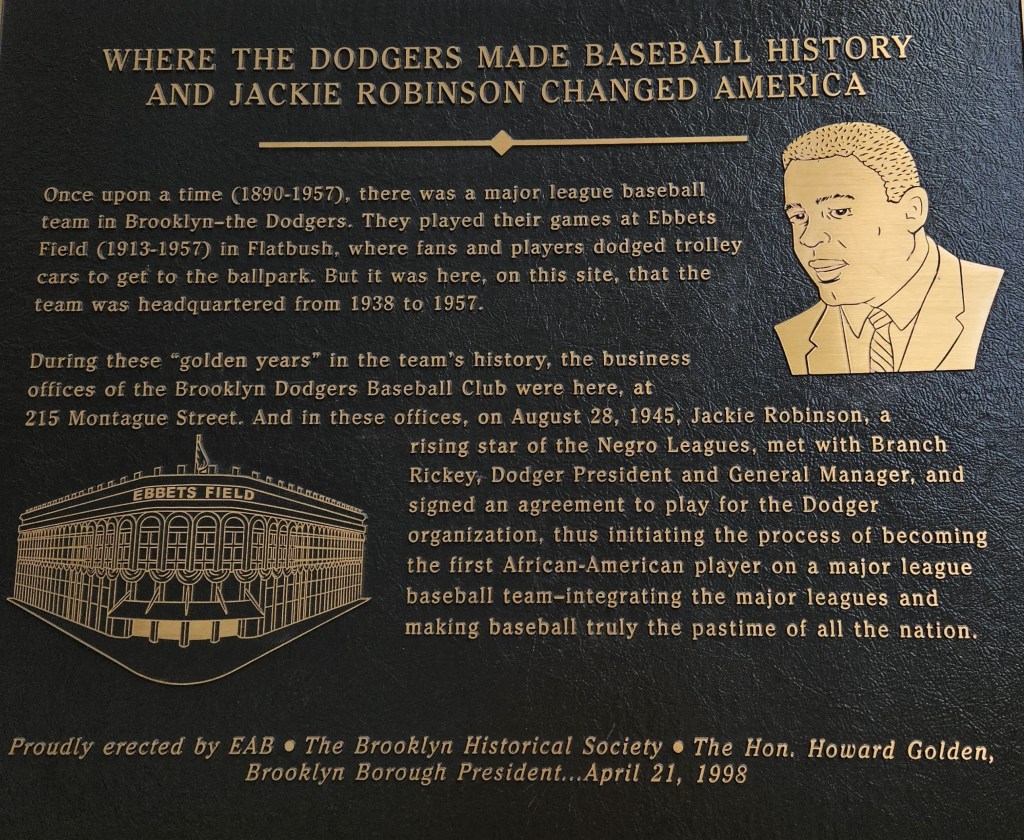 WHERE THE DODGERS MADE BASEBALL HISTORY
AND JACKIE ROBINSON CHANGED AMERICA
Once upon a time (1890-1957), there was a major league baseball
team in Brooklyn–the Dodgers. They played their games at Ebbets
Field (1913-1957) in Flatbush, where fans and players dodged trolley
cars to get to the ballpark. But it was here, on this site, that the
team was headquartered from 1938 to 1957.
During these “golden years” in the team’s history, the business
offices of the Brooklyn Dodgers Baseball Club were here, at
215 Montague Street. And in these offices, on August 28, 1945, Jackie Robinson, a
rising star of the Negro Leagues, met with Branch
Rickey, Dodger President and General Manager, and
signed an agreement to play for the Dodger
organization, thus initiating the process of becoming
the first African-American player on a major league
baseball team–integrating the major leagues and
making baseball truly the pastime of all the nation.
EBBETS FIELD
Proudly erected by EAB • The Brooklyn Historical Society • The Hon. Howard Golden,
Brooklyn Borough President...April 21, 1998